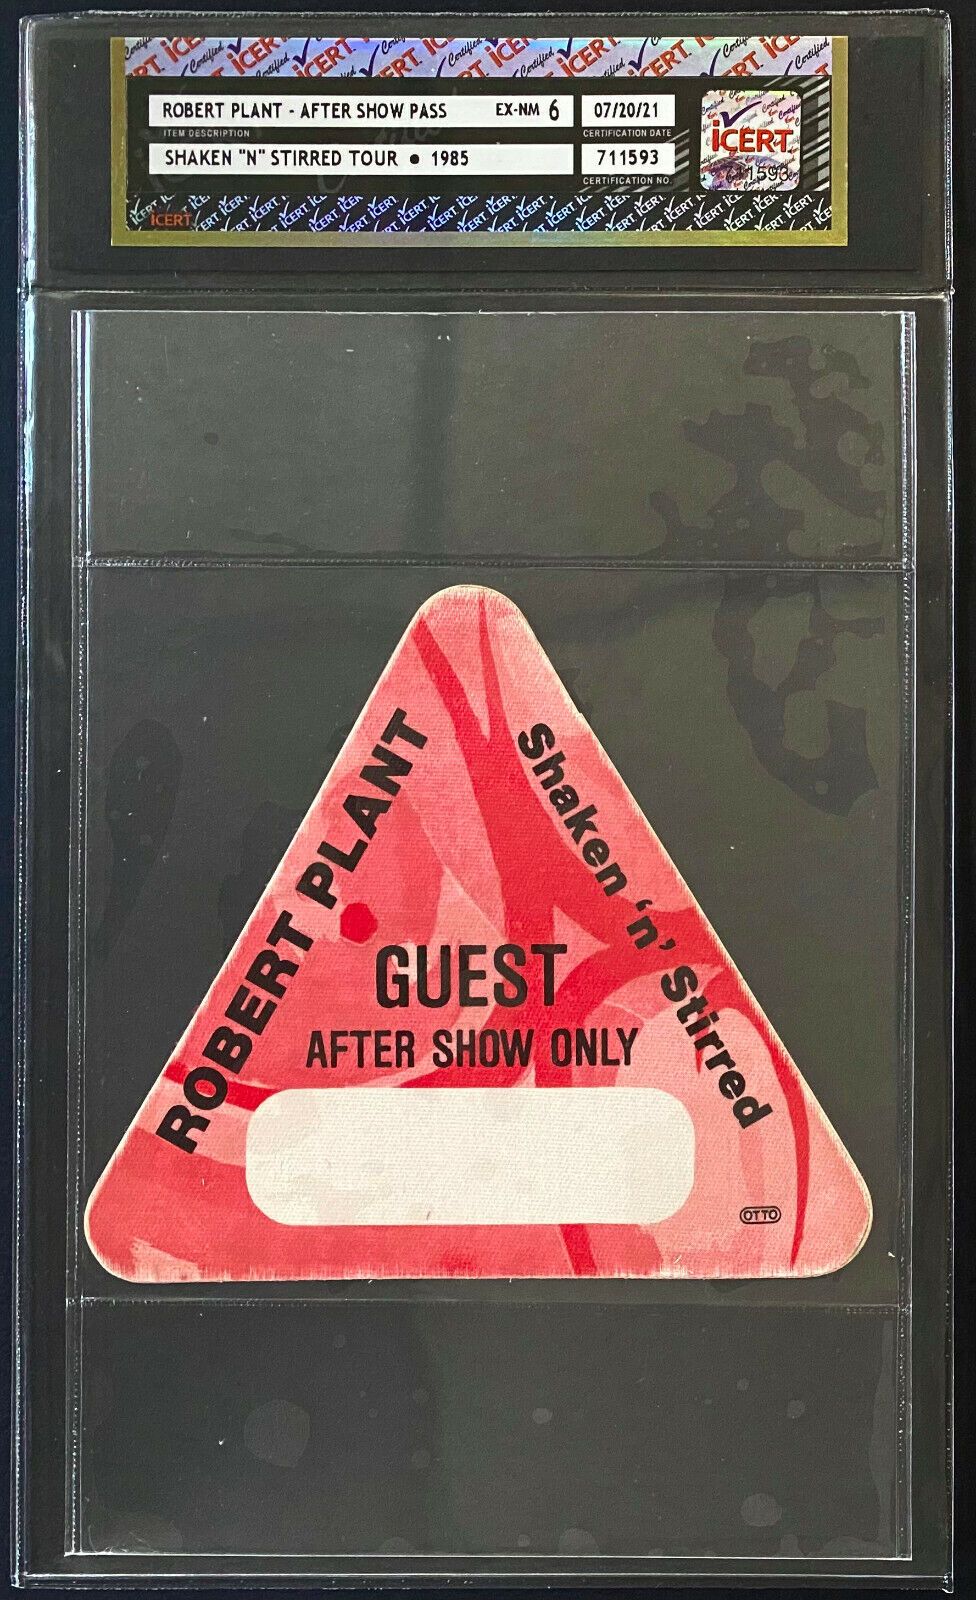 ROBERT PLANT - AFTER SHOW PASS EX-NM 6 07/20/21
ITEM DESCRIPTION CERTIFICATION DATE
SHAKEN "N" STIRRED TOUR ● 1985 711593
CERTIFICATION NO.
iCERT
iCERT
ROBERT PLANT
Shaken 'n' Stirred
GUEST
AFTER SHOW ONLY
OTTO